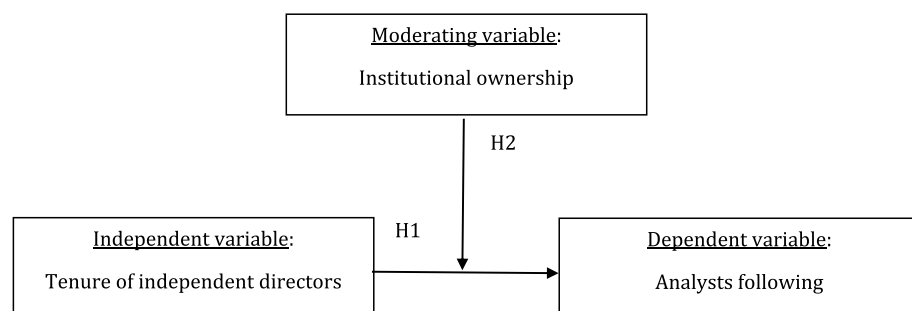 Moderating variable:
Institutional ownership
H2
H1
Independent variable:
Tenure of independent directors
Dependent variable:
Analysts following